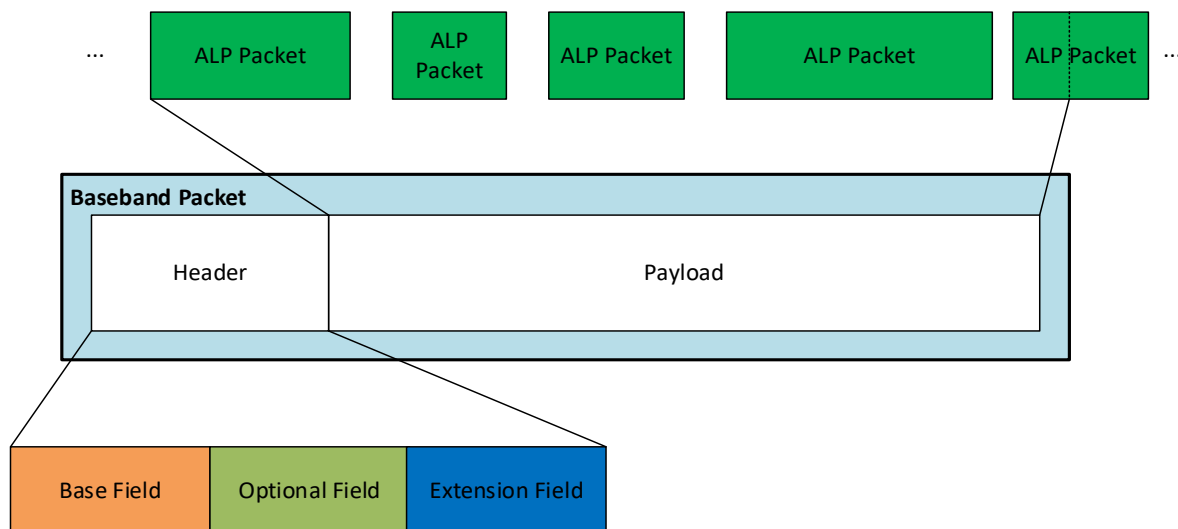 ...
ALP Packet
ALP
Packet
ALP Packet
ALP Packet
ALP Packet
...
Baseband Packet
Header
Payload
Base Field
Optional Field
Extension Field